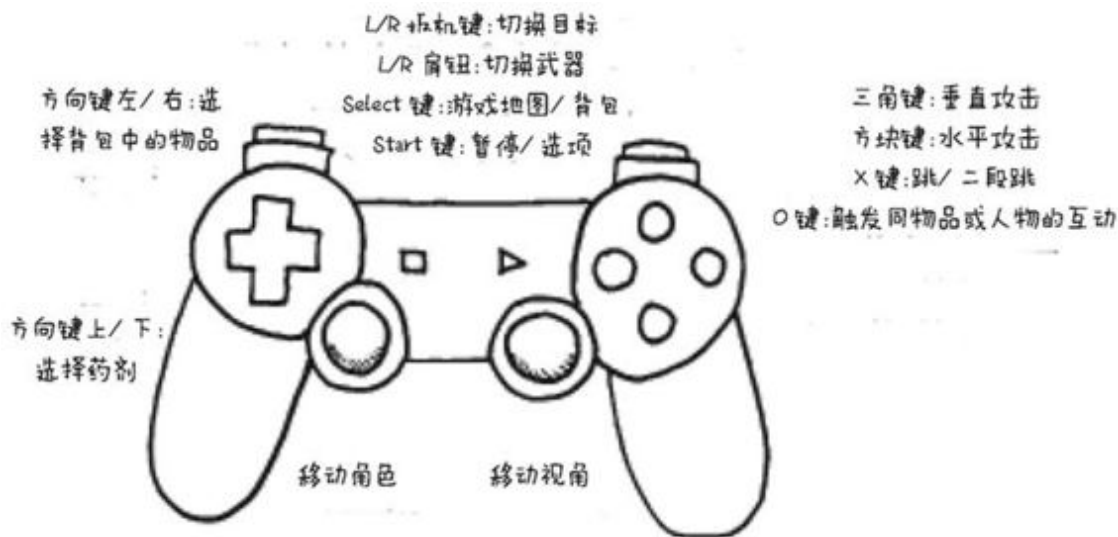 L/R 扳机键:切换目标
L/R 肩钮:切换武器
Select 键:游戏地图/背包
Start 键:暂停/选项
方向键左/右:选
择背包中的物品
三角键:垂直攻击
方块键:水平攻击
X 键:跳/二段跳
O 键:触发同物品或人物的互动
方向键上/下:
选择药剂
移动角色
移动视角